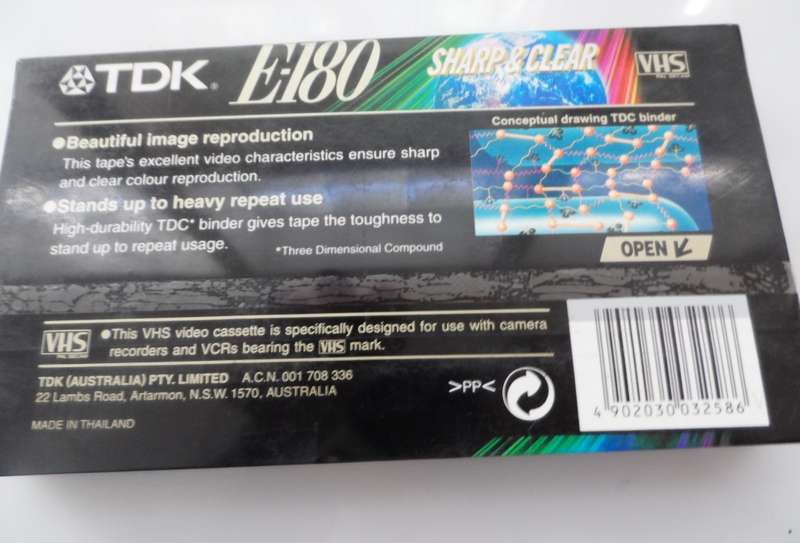 TDK® E-180 SHARP & CLEAR VHS
Conceptual drawing TDC binder
●Beautiful image reproduction
This tape's excellent video characteristics ensure sharp
and clear colour reproduction.
●Stands up to heavy repeat use
High-durability TDC* binder gives tape the toughness to
stand up to repeat usage.
*Three Dimensional Compound
OPEN
VHS
●This VHS video cassette is specifically designed for use with camera
recorders and VCRs bearing the VHS mark.
TDK (AUSTRALIA) PTY. LIMITED A.C.N. 001 708 336
22 Lambs Road, Artarmon, N.S.W. 1570, AUSTRALIA
>PP<
MADE IN THAILAND
4 902030 032586